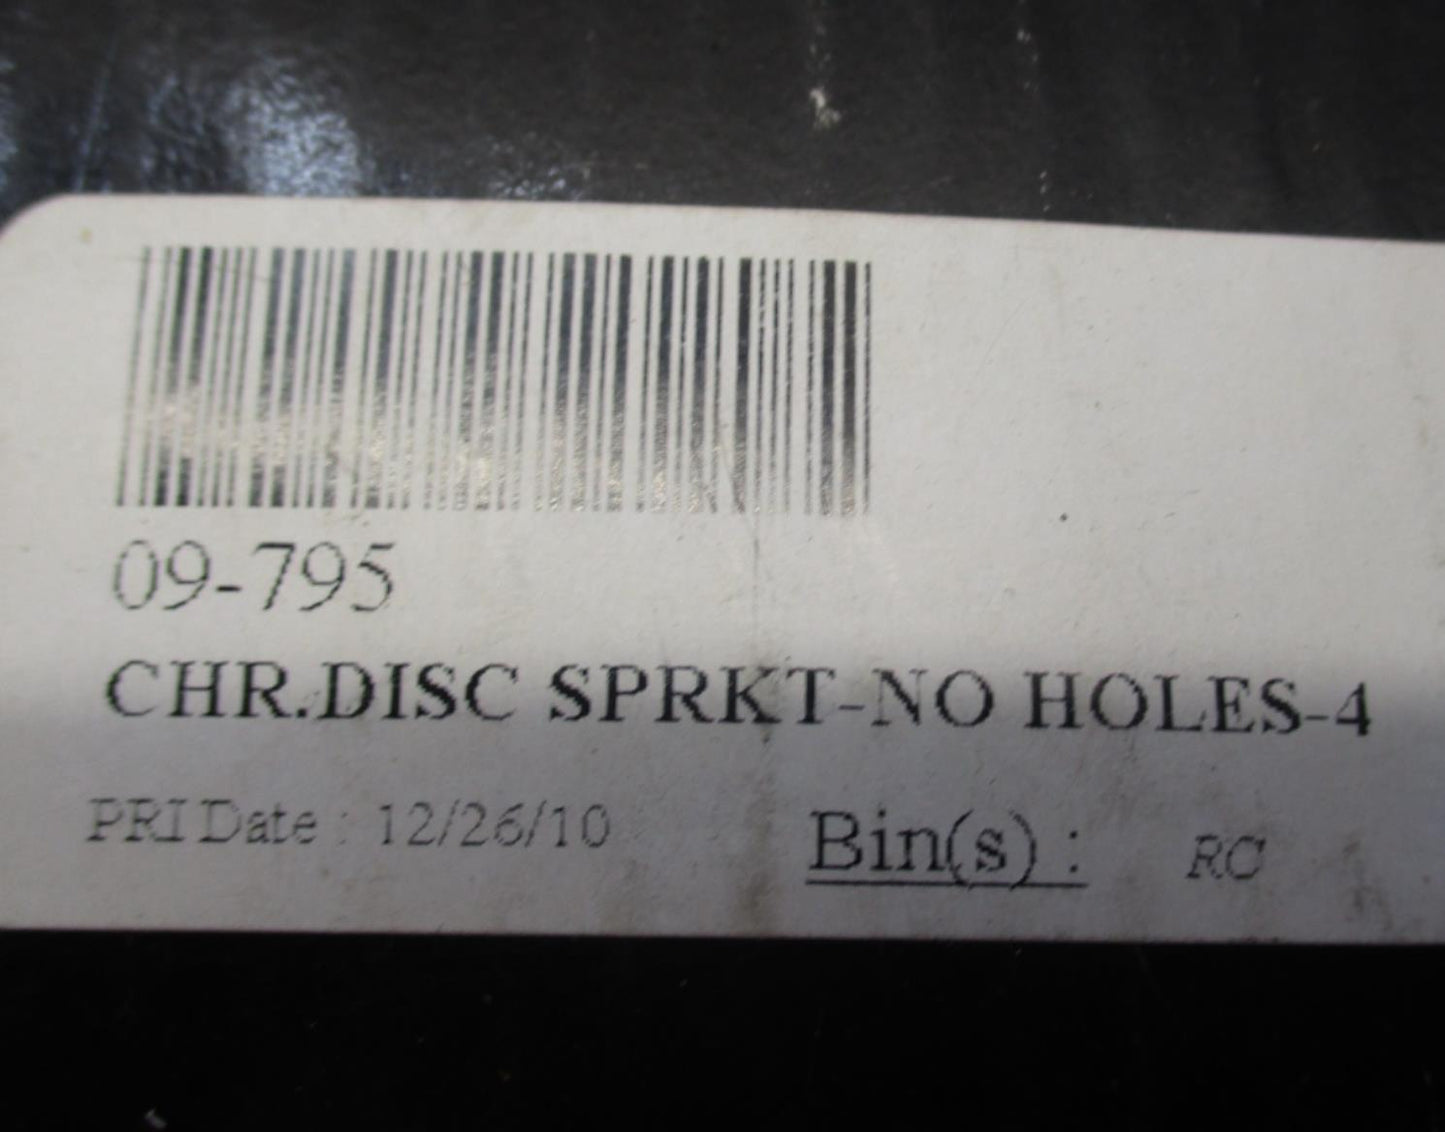 09-795
CHR.DISC SPRKT-NO HOLES-4
PRI Date : 12/26/10
Bin(s) : RC